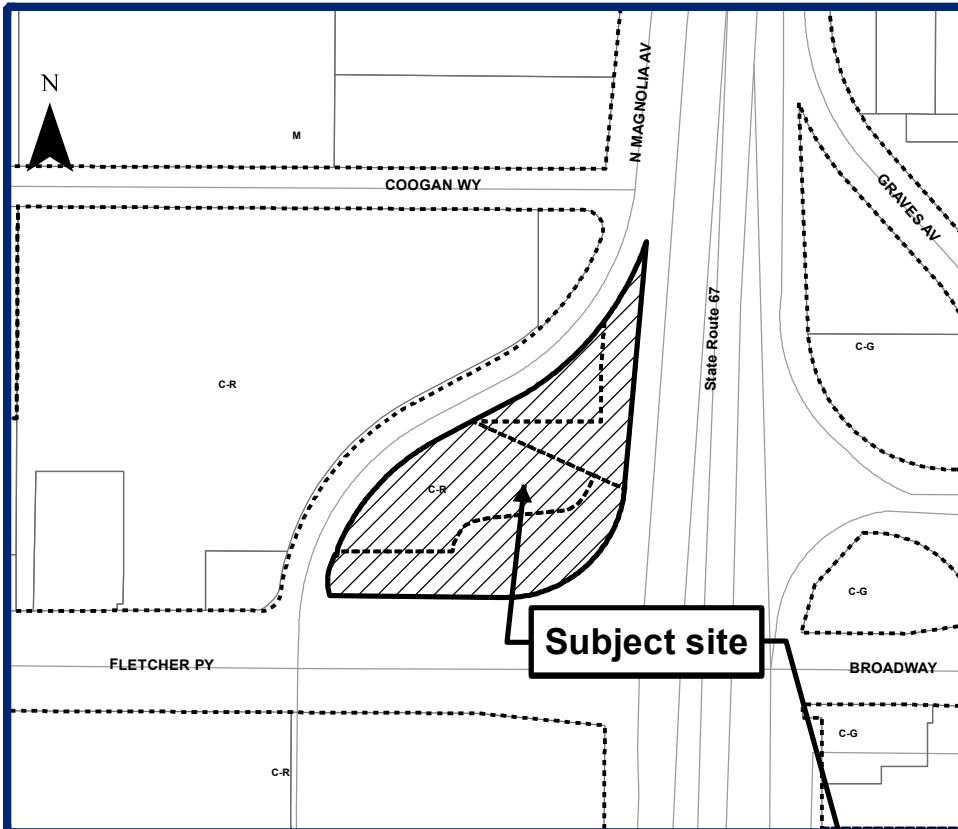 N MAGNOLIA AV
N
M
COOGAN WY
GRAVES AV
State Route 67
C-G
C-R
C-R
C-G
Subject site
FLETCHER PY
BROADWAY
C-G
C-R